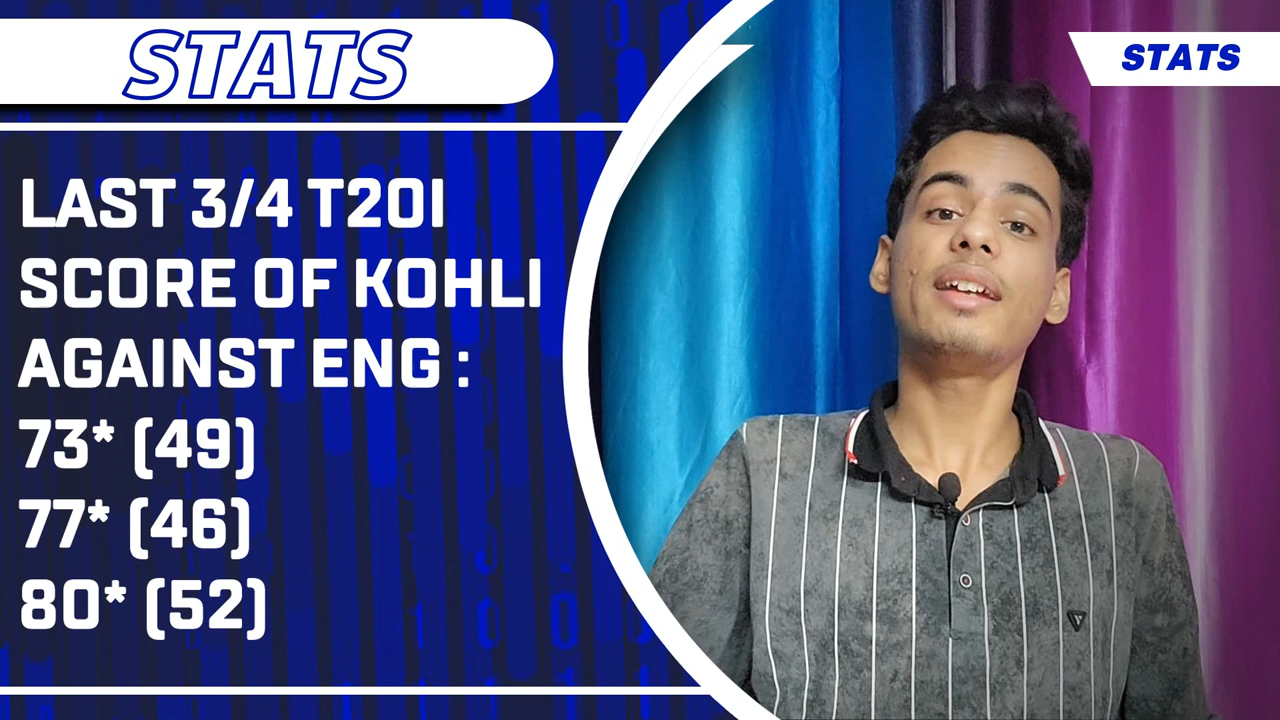 STATS
STATS
LAST 3/4 T20I
SCORE OF KOHLI
AGAINST ENG :
73* (49)
77* (46)
80* (52)